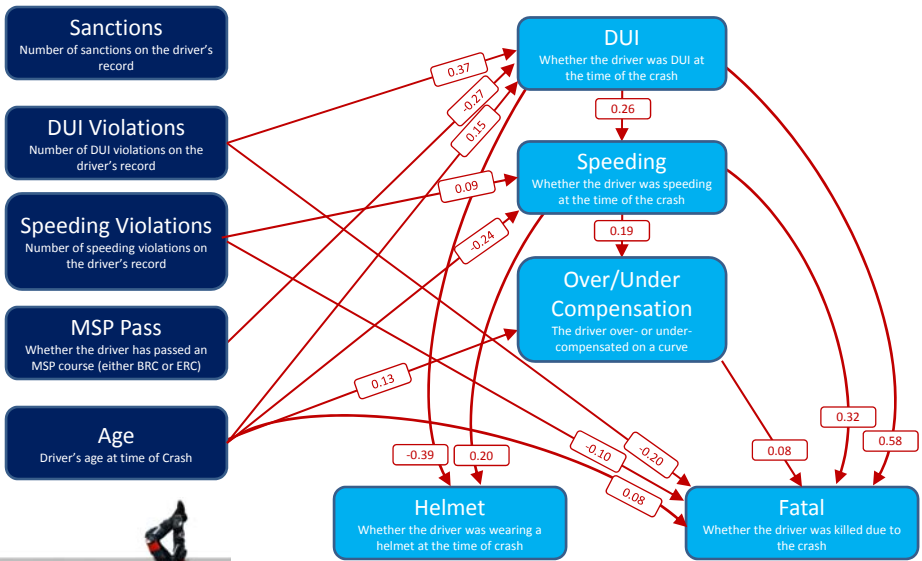 Sanctions
Number of sanctions on the driver's
record
DUI Violations
Number of DUI violations on the
driver's record
Speeding Violations
Number of speeding violations on
the driver's record
MSP Pass
Whether the driver has passed an
MSP course (either BRC or ERC)
Age
Driver's age at time of Crash
DUI
Whether the driver was DUI at
the time of the crash
Speeding
Whether the driver was speeding
at the time of the crash
Over/Under
Compensation
The driver over- or under-
compensated on a curve
Helmet
Whether the driver was wearing a
helmet at the time of crash
Fatal
Whether the driver was killed due to
the crash
0.37
-0.27
0.15
0.26
0.09
-0.24
0.19
0.13
-0.39
0.20
-0.10
-0.20
0.08
0.08
0.32
0.58